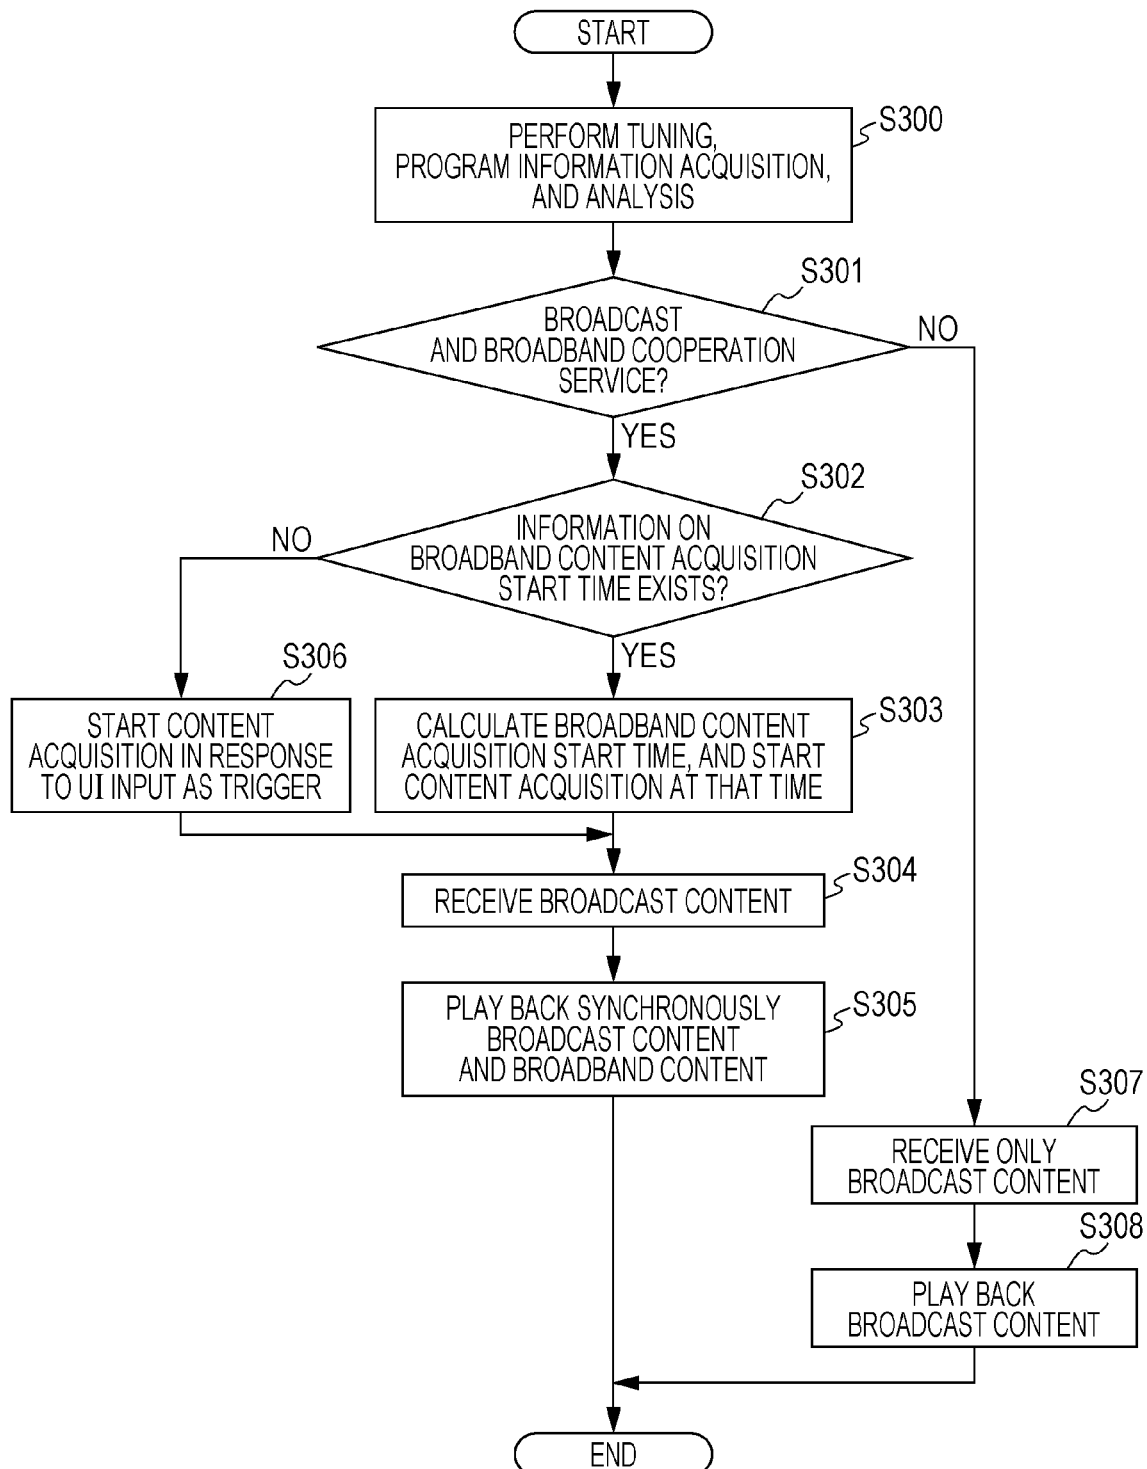 START
S300
PERFORM TUNING,
PROGRAM INFORMATION ACQUISITION,
AND ANALYSIS
S301
BROADCAST
AND BROADBAND COOPERATION
SERVICE?
NO
YES
S302
INFORMATION ON
BROADBAND CONTENT ACQUISITION
START TIME EXISTS?
NO
YES
S306
START CONTENT
ACQUISITION IN RESPONSE
TO UI INPUT AS TRIGGER
S303
CALCULATE BROADBAND CONTENT
ACQUISITION START TIME, AND START
CONTENT ACQUISITION AT THAT TIME
S304
RECEIVE BROADCAST CONTENT
S305
PLAY BACK SYNCHRONOUSLY
BROADCAST CONTENT
AND BROADBAND CONTENT
S307
RECEIVE ONLY
BROADCAST CONTENT
S308
PLAY BACK
BROADCAST CONTENT
END